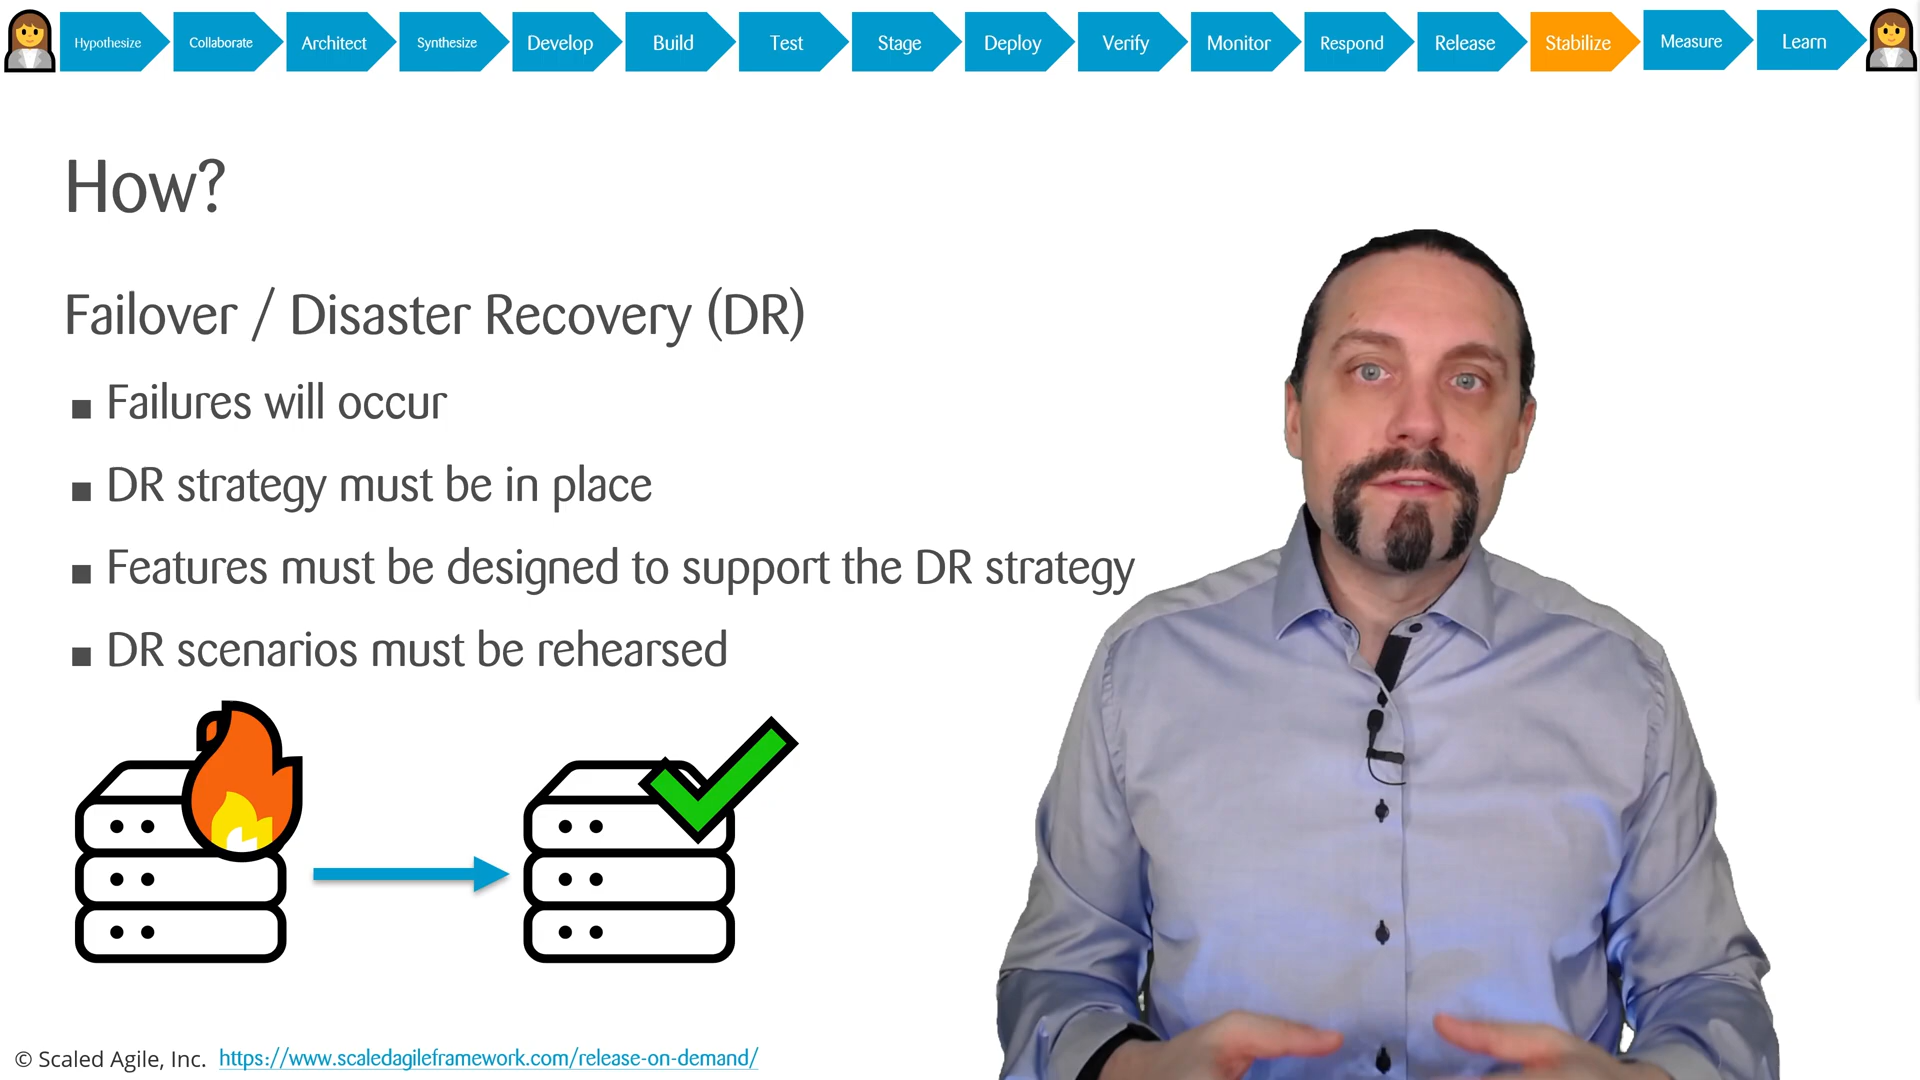 Hypothesize Collaborate Architect Synthesize Develop Build Test Stage Deploy Verify Monitor Respond Release Stabilize Measure Learn
How?
Failover / Disaster Recovery (DR)
▪ Failures will occur
▪ DR strategy must be in place
▪ Features must be designed to support the DR strategy
▪ DR scenarios must be rehearsed
© Scaled Agile, Inc. https://www.scaledagileframework.com/release-on-demand/